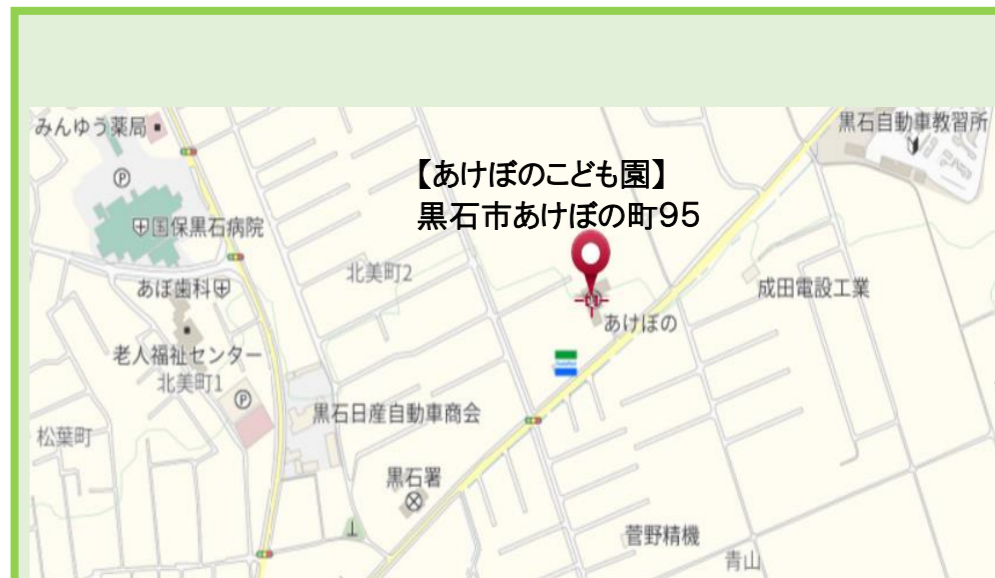 みんゆう薬局
黒石自動車教習所
【あけぼのこども園】
黒石市あけぼの町95
P
国保黒石病院
北美町2
あぼ歯科
成田電設工業
あけぼの
老人福祉センター
北美町1
P
黒石日産自動車商会
松葉町
黒石署
菅野精機
青山